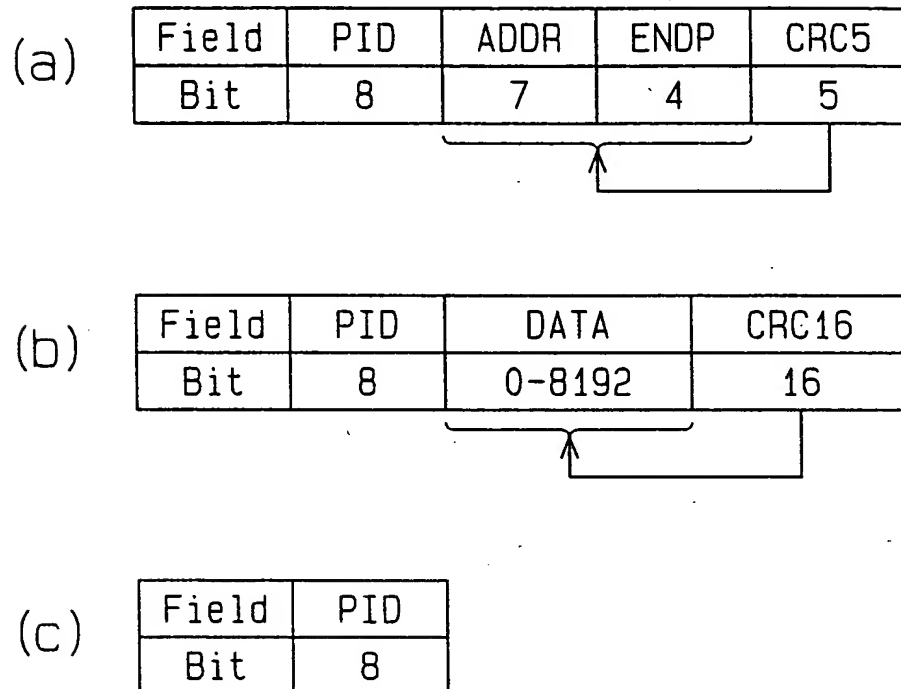 (a)
Field PID ADDR ENDP CRC5
Bit 8 7 4 5
(b)
Field PID DATA CRC16
Bit 8 0-8192 16
(c)
Field PID
Bit 8